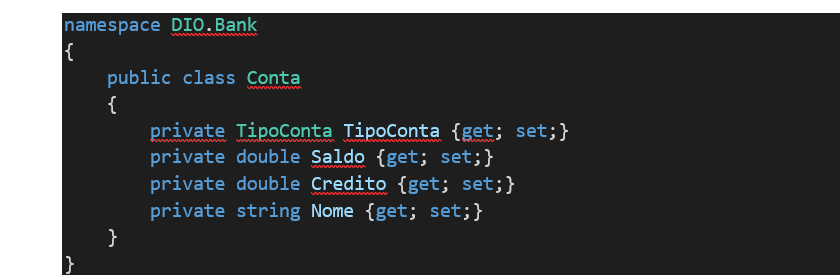 namespace DIO.Bank
{
    public class Conta
    {
        private TipoConta TipoConta {get; set;}
        private double Saldo {get; set;}
        private double Credito {get; set;}
        private string Nome {get; set;}
    }
}